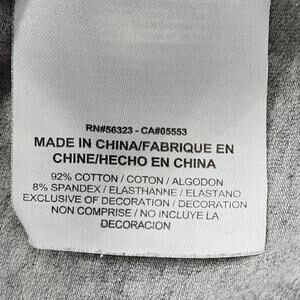 RN#56323 - CA#05553
MADE IN CHINA/FABRIQUE EN
CHINE/HECHO EN CHINA
92% COTTON / COTON / ALGODON
8% SPANDEX / ELASTHANNE / ELASTANO
EXCLUSIVE OF DECORATION / DECORATION
NON COMPRISE / NO INCLUYE LA
DECORACION